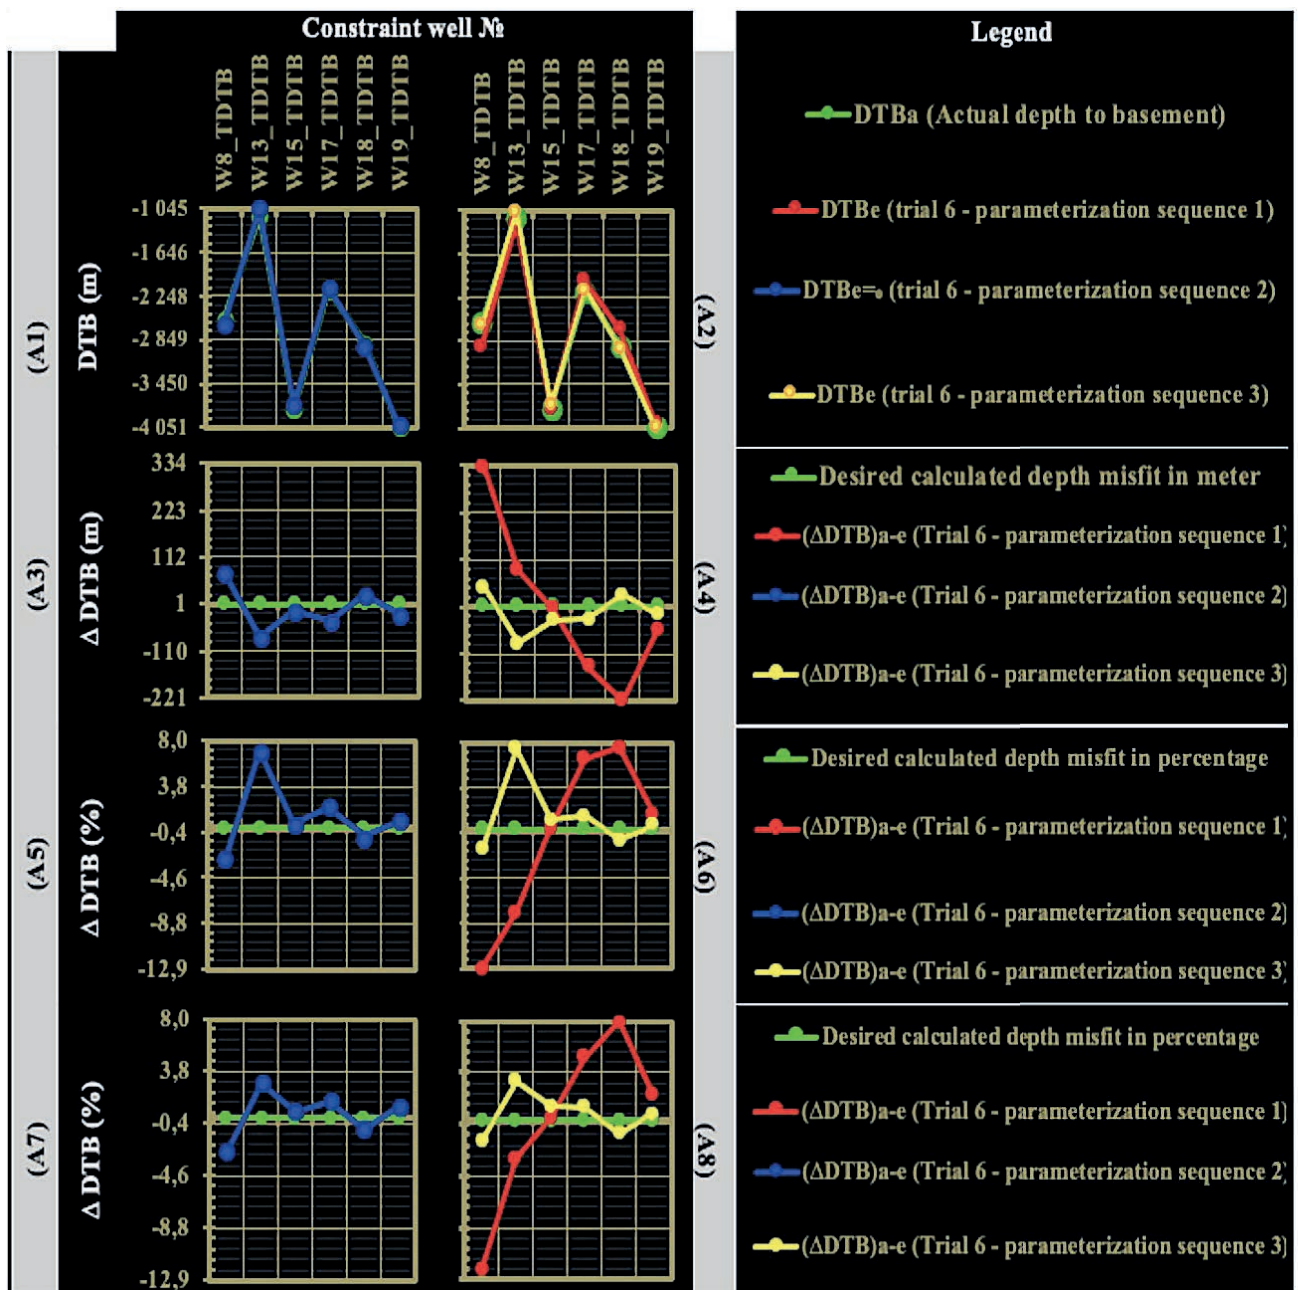 Constraint well №
Legend
W8_TDTB
W13_TDTB
W15_TDTB
W17_TDTB
W18_TDTB
W19_TDTB
W8_TDTB
W13_TDTB
W15_TDTB
W17_TDTB
W18_TDTB
W19_TDTB
(A1)
DTB (m)
-1 045
-1 646
-2 248
-2 849
-3 450
-4 051
(A2)
DTBa (Actual depth to basement)
DTBe (trial 6 - parameterization sequence 1)
DTBe=₀ (trial 6 - parameterization sequence 2)
DTBe (trial 6 - parameterization sequence 3)
(A3)
Δ DTB (m)
334
223
112
1
-110
-221
(A4)
Desired calculated depth misfit in meter
(ΔDTB)a-e (Trial 6 - parameterization sequence 1)
(ΔDTB)a-e (Trial 6 - parameterization sequence 2)
(ΔDTB)a-e (Trial 6 - parameterization sequence 3)
(A5)
Δ DTB (%)
8,0
3,8
-0,4
-4,6
-8,8
-12,9
(A6)
Desired calculated depth misfit in percentage
(ΔDTB)a-e (Trial 6 - parameterization sequence 1)
(ΔDTB)a-e (Trial 6 - parameterization sequence 2)
(ΔDTB)a-e (Trial 6 - parameterization sequence 3)
(A7)
Δ DTB (%)
8,0
3,8
-0,4
-4,6
-8,8
-12,9
(A8)
Desired calculated depth misfit in percentage
(ΔDTB)a-e (Trial 6 - parameterization sequence 1)
(ΔDTB)a-e (Trial 6 - parameterization sequence 2)
(ΔDTB)a-e (Trial 6 - parameterization sequence 3)